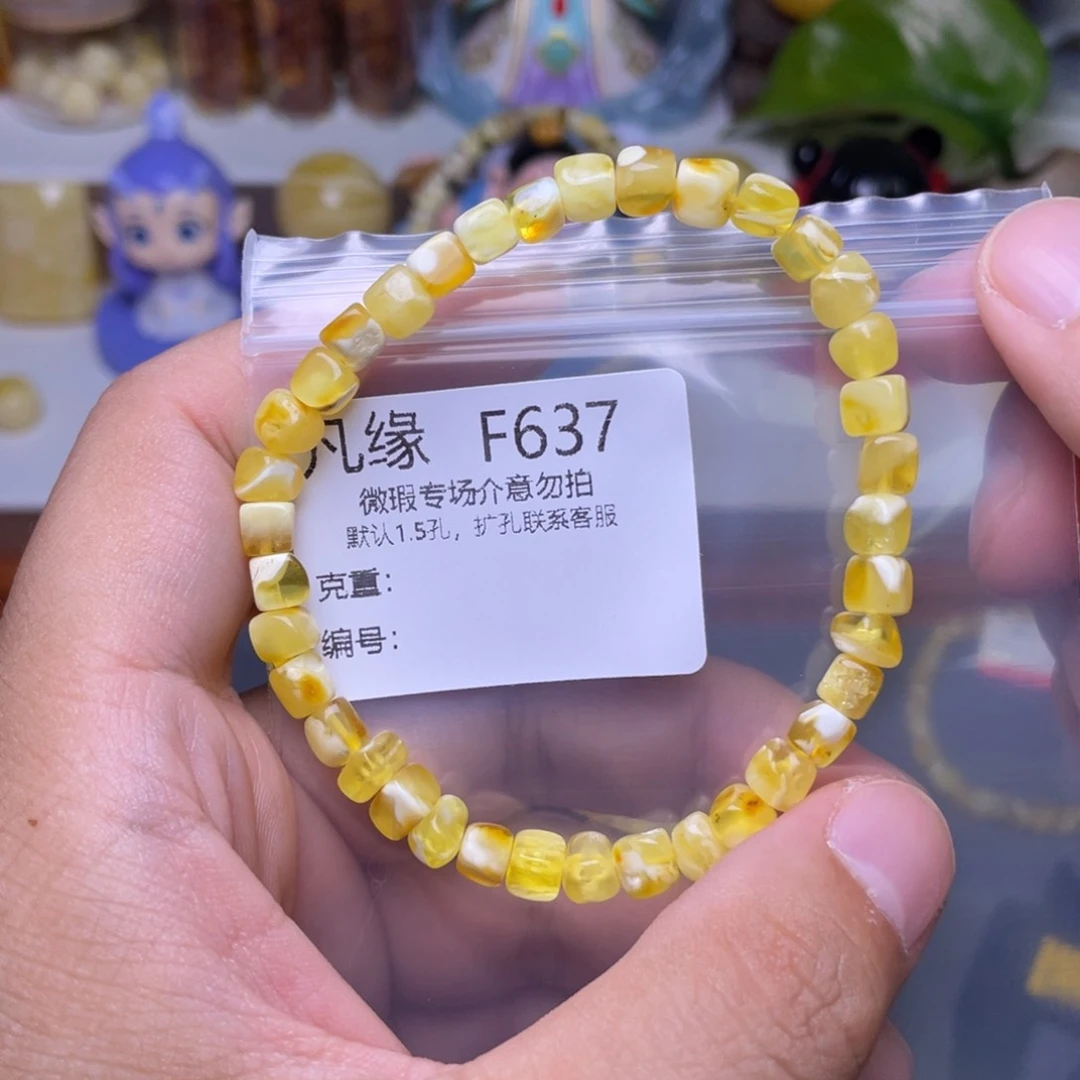 凡缘 F637
微瑕专场介意勿拍
默认1.5孔，扩孔联系客服
克重：
编号：